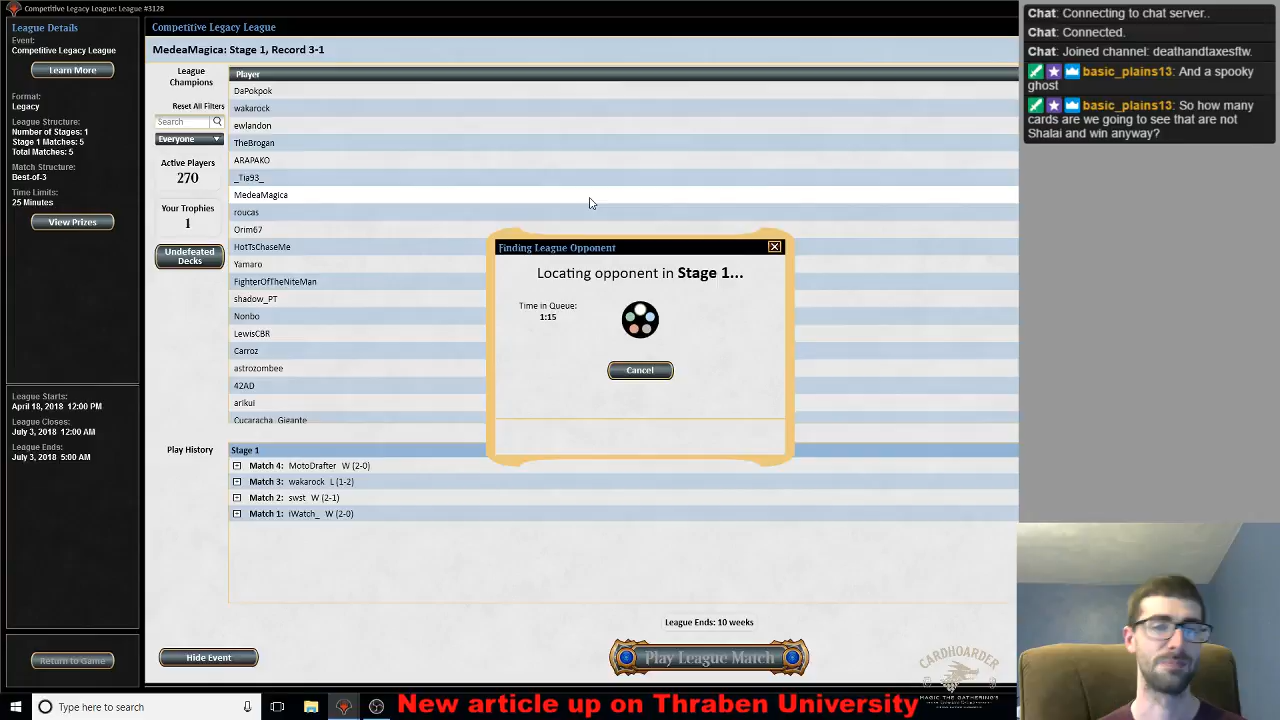 Competitive Legacy League: League #3128
League Details
Event:
Competitive Legacy League
Learn More
Format:
Legacy
League Structure:
Number of Stages: 1
Stage 1 Matches: 5
Total Matches: 5
Match Structure:
Best-of-3
Time Limits:
25 Minutes
View Prizes
League Starts:
April 18, 2018 12:00 PM
League Closes:
July 3, 2018 12:00 AM
League Ends:
July 3, 2018 5:00 AM
Return to Game
Competitive Legacy League
MedeaMagica: Stage 1, Record 3-1
League
Champions
Reset All Filters
Search
Everyone
Active Players
270
Your Trophies
1
Undefeated
Decks
Player
DaPokpok
wakarock
ewlandon
TheBrogan
ARAPAKO
_Tia93_
MedeaMagica
roucas
Orim67
HotTsChaseMe
Yamaro
FighterOfTheNiteMan
shadow_PT
Nonbo
LewisCBR
Carroz
astrozombee
42AD
arikui
Cucaracha_Gigante
Finding League Opponent
Locating opponent in Stage 1...
Time in Queue:
1:15
Cancel
Play History
Stage 1
Match 4: MotoDrafter W (2-0)
Match 3: wakarock L (1-2)
Match 2: swst W (2-1)
Match 1: iWatch_ W (2-0)
League Ends: 10 weeks
Hide Event
Play League Match
Chat: Connecting to chat server..
Chat: Connected.
Chat: Joined channel: deathandtaxesftw.
basic_plains13: And a spooky
ghost
basic_plains13: So how many
cards are we going to see that are not
Shalai and win anyway?
CARDHOARDER
MAGIC THE GATHERING'S
Type here to search
New article up on Thraben University